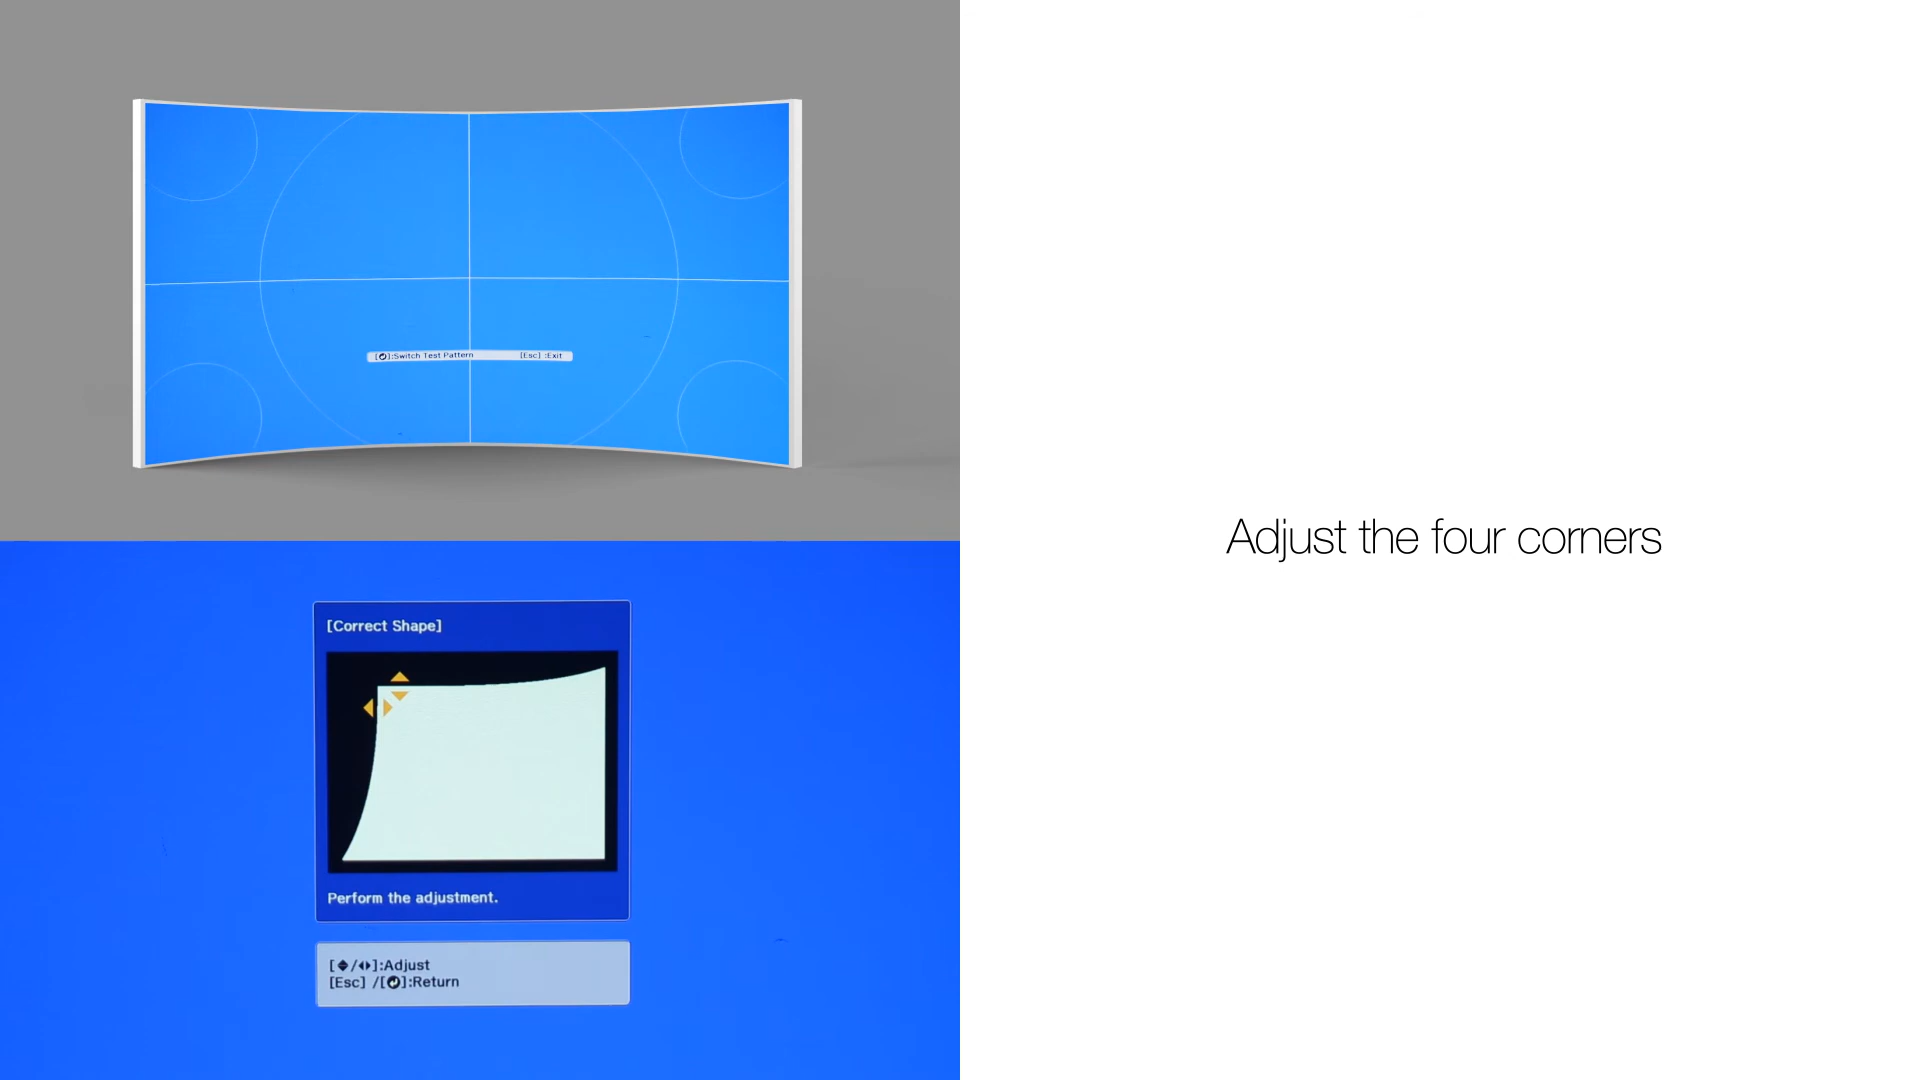 [⏎]:Switch Test Pattern [Esc] :Exit
Adjust the four corners
[Correct Shape]
Perform the adjustment.
[◆/◂▸]:Adjust
[Esc] /[⏎]:Return